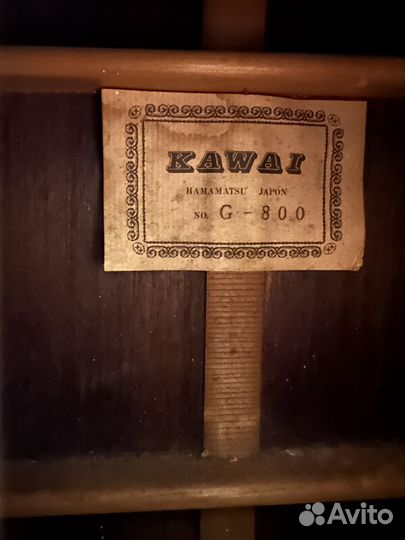 KAWAI
HAMAMATSU JAPON
NO. G-800
Avito